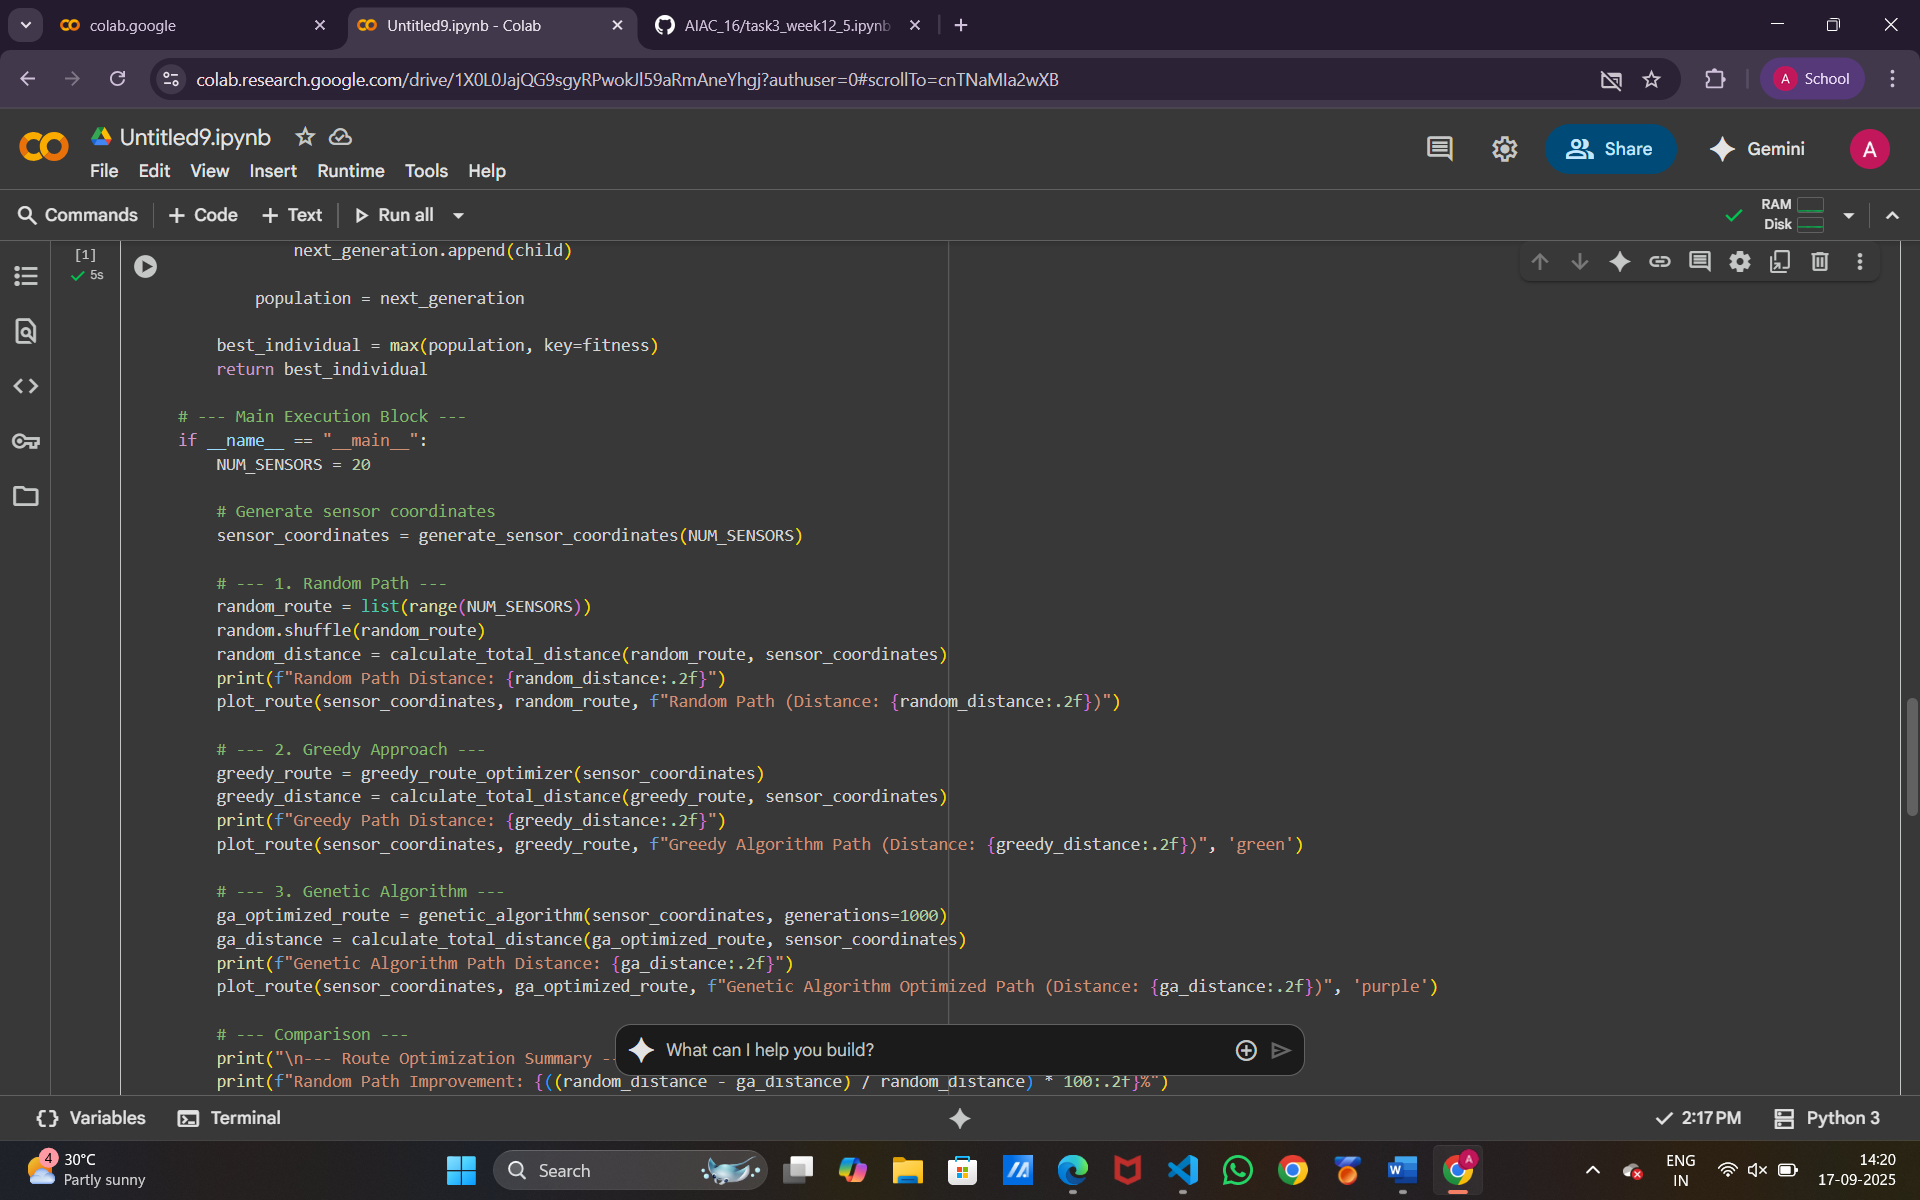 colab.google
Untitled9.ipynb - Colab
AIAC_16/task3_week12_5.ipynb
colab.research.google.com/drive/1X0L0JajQG9sgyRPwokJl59aRmAneYhgj?authuser=0#scrollTo=cnTNaMIa2wXB
A School
Untitled9.ipynb
File Edit View Insert Runtime Tools Help
Share
Gemini
A
Commands + Code + Text Run all
RAM
Disk
[1]
5s
next_generation.append(child)
population = next_generation
best_individual = max(population, key=fitness)
return best_individual
# --- Main Execution Block ---
if __name__ == "__main__":
NUM_SENSORS = 20
# Generate sensor coordinates
sensor_coordinates = generate_sensor_coordinates(NUM_SENSORS)
# --- 1. Random Path ---
random_route = list(range(NUM_SENSORS))
random.shuffle(random_route)
random_distance = calculate_total_distance(random_route, sensor_coordinates)
print(f"Random Path Distance: {random_distance:.2f}")
plot_route(sensor_coordinates, random_route, f"Random Path (Distance: {random_distance:.2f})")
# --- 2. Greedy Approach ---
greedy_route = greedy_route_optimizer(sensor_coordinates)
greedy_distance = calculate_total_distance(greedy_route, sensor_coordinates)
print(f"Greedy Path Distance: {greedy_distance:.2f}")
plot_route(sensor_coordinates, greedy_route, f"Greedy Algorithm Path (Distance: {greedy_distance:.2f})", 'green')
# --- 3. Genetic Algorithm ---
ga_optimized_route = genetic_algorithm(sensor_coordinates, generations=1000)
ga_distance = calculate_total_distance(ga_optimized_route, sensor_coordinates)
print(f"Genetic Algorithm Path Distance: {ga_distance:.2f}")
plot_route(sensor_coordinates, ga_optimized_route, f"Genetic Algorithm Optimized Path (Distance: {ga_distance:.2f})", 'purple')
# --- Comparison ---
print("\n--- Route Optimization Summary -
What can I help you build?
print(f"Random Path Improvement: {((random_distance - ga_distance) / random_distance) * 100:.2f}%")
Variables
Terminal
2:17 PM
Python 3
4
30°C
Partly sunny
Search
A
ENG
IN
14:20
17-09-2025